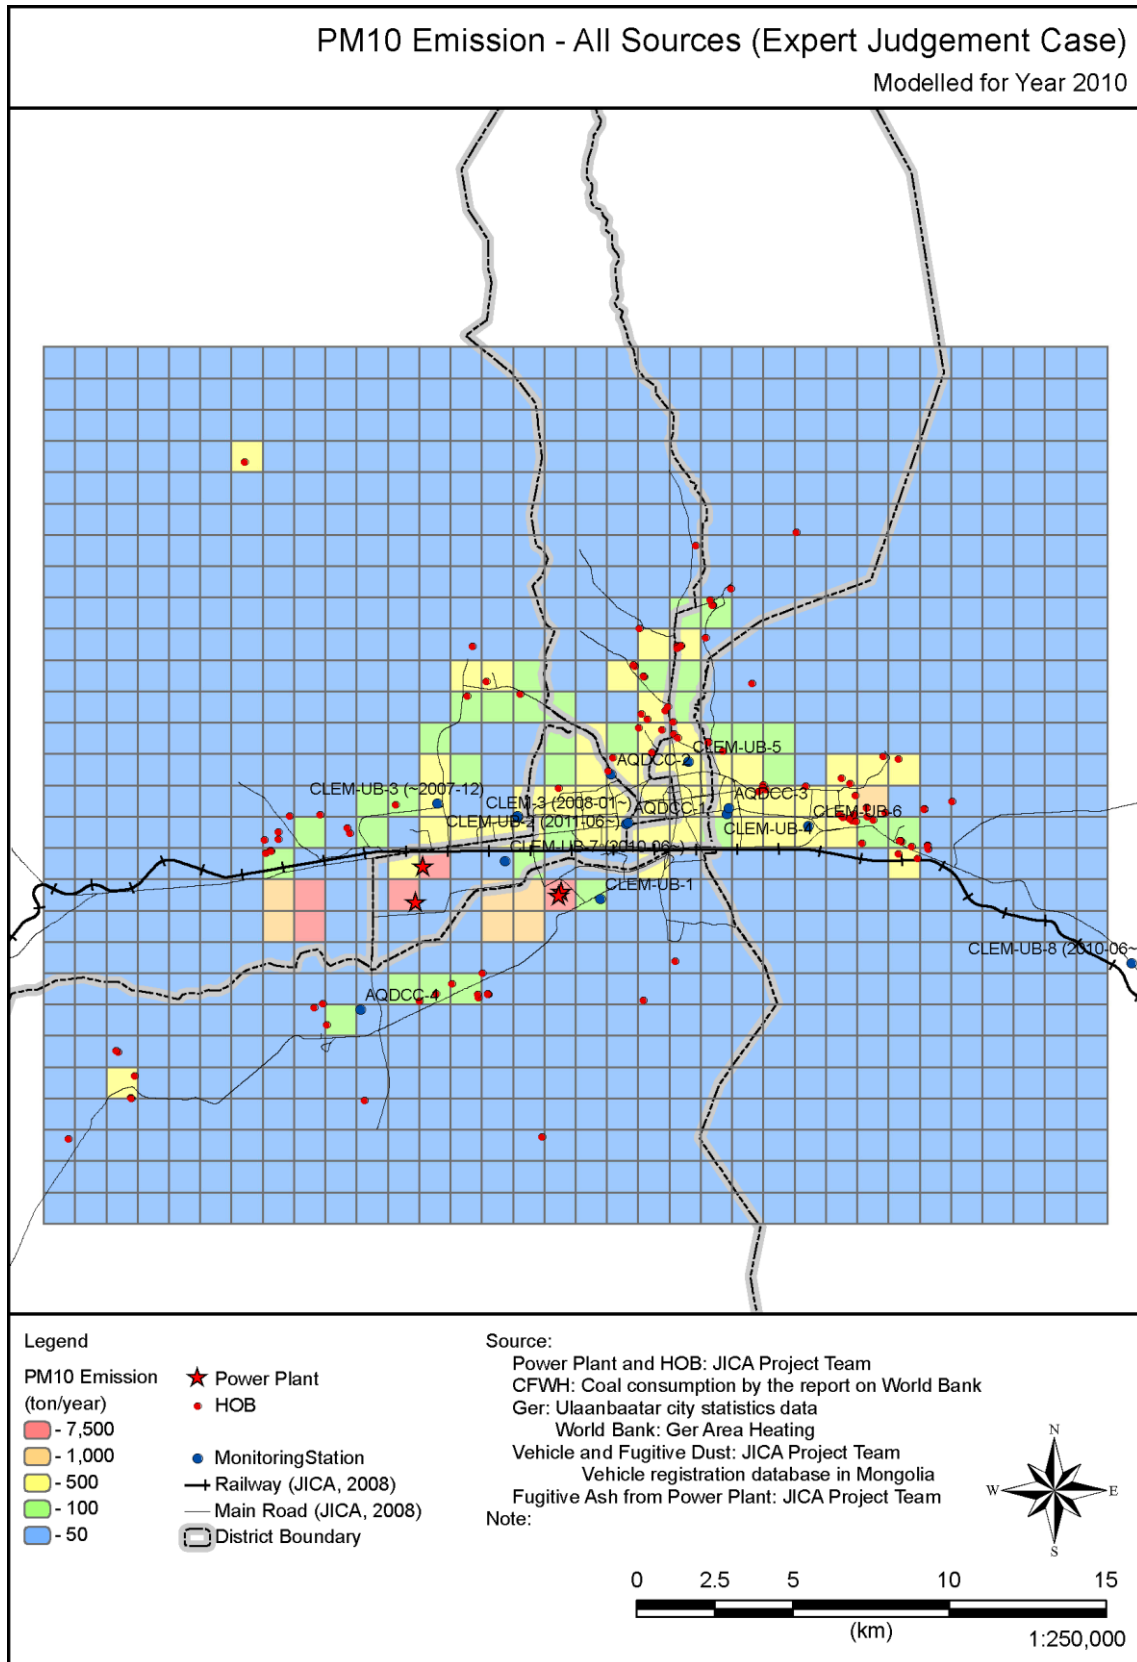 PM10 Emission - All Sources (Expert Judgement Case)
Modelled for Year 2010
CLEM-UB-5
AQDCC-2
CLEM-UB-3 (~2007-12)
AQDCC-3
CLEM-3 (2008-01~)
AQDCC-1
CLEM-UB-6
CLEM-UB-2 (2011-06~)
CLEM-UB-4
CLEM-UB-7 (2010-06~)
CLEM-UB-1
CLEM-UB-8 (2010-06~
AQDCC-4
Legend
PM10 Emission
(ton/year)
- 7,500
- 1,000
- 500
- 100
- 50
Power Plant
HOB
MonitoringStation
Railway (JICA, 2008)
Main Road (JICA, 2008)
District Boundary
Source:
Power Plant and HOB: JICA Project Team
CFWH: Coal consumption by the report on World Bank
Ger: Ulaanbaatar city statistics data
World Bank: Ger Area Heating
Vehicle and Fugitive Dust: JICA Project Team
Vehicle registration database in Mongolia
Fugitive Ash from Power Plant: JICA Project Team
Note:
N
W
E
S
0 2.5 5 10 15
(km)
1:250,000